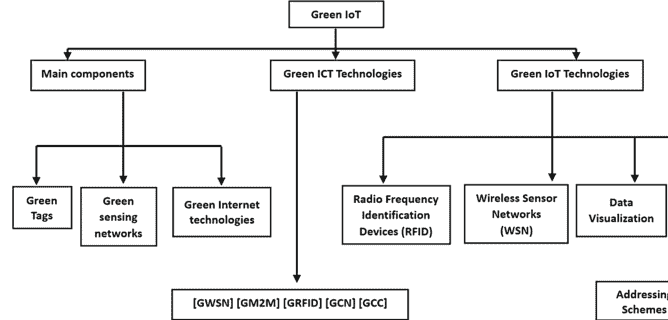 Green IoT
Main components
Green ICT Technologies
Green IoT Technologies
Green
Tags
Green
sensing
networks
Green Internet
technologies
Radio Frequency
Identification
Devices (RFID)
Wireless Sensor
Networks
(WSN)
Data
Visualization
[GWSN] [GM2M] [GRFID] [GCN] [GCC]
Addressing
Schemes